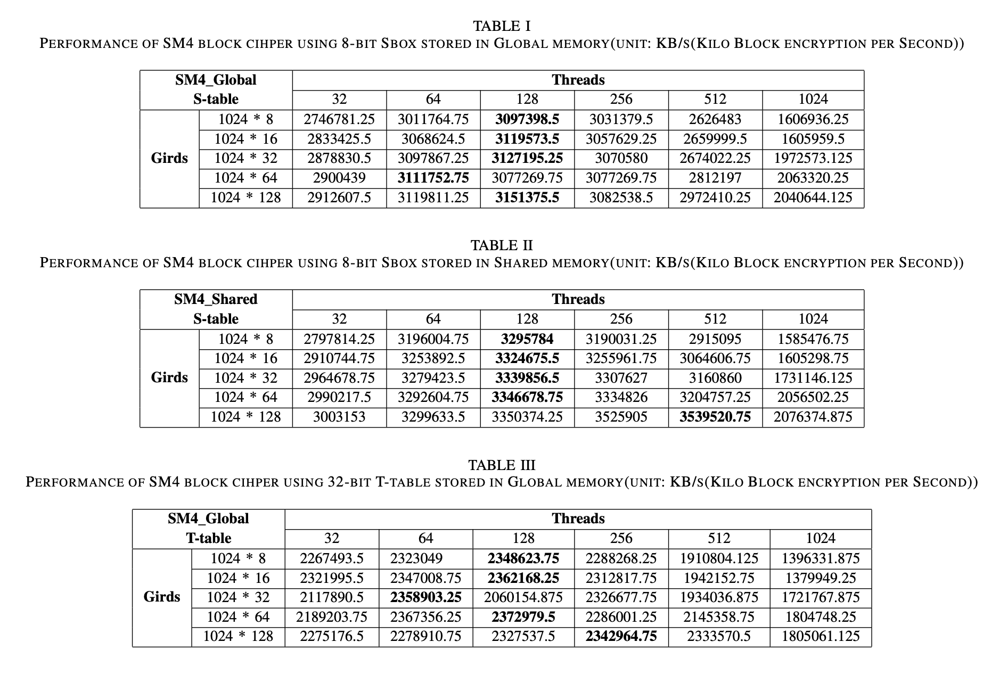 TABLE I
PERFORMANCE OF SM4 BLOCK CIHPER USING 8-BIT SBOX STORED IN GLOBAL MEMORY(UNIT: KB/S(KILO BLOCK ENCRYPTION PER SECOND))
SM4_Global Threads
S-table 32 64 128 256 512 1024
1024 * 8 2746781.25 3011764.75 3097398.5 3031379.5 2626483 1606936.25
1024 * 16 2833425.5 3068624.5 3119573.5 3057629.25 2659999.5 1605959.5
Girds 1024 * 32 2878830.5 3097867.25 3127195.25 3070580 2674022.25 1972573.125
1024 * 64 2900439 3111752.75 3077269.75 3077269.75 2812197 2063320.25
1024 * 128 2912607.5 3119811.25 3151375.5 3082538.5 2972410.25 2040644.125
TABLE II
PERFORMANCE OF SM4 BLOCK CIHPER USING 8-BIT SBOX STORED IN SHARED MEMORY(UNIT: KB/S(KILO BLOCK ENCRYPTION PER SECOND))
SM4_Shared Threads
S-table 32 64 128 256 512 1024
1024 * 8 2797814.25 3196004.75 3295784 3190031.25 2915095 1585476.75
1024 * 16 2910744.75 3253892.5 3324675.5 3255961.75 3064606.75 1605298.75
Girds 1024 * 32 2964678.75 3279423.5 3339856.5 3307627 3160860 1731146.125
1024 * 64 2990217.5 3292604.75 3346678.75 3334826 3204757.25 2056502.25
1024 * 128 3003153 3299633.5 3350374.25 3525905 3539520.75 2076374.875
TABLE III
PERFORMANCE OF SM4 BLOCK CIHPER USING 32-BIT T-TABLE STORED IN GLOBAL MEMORY(UNIT: KB/S(KILO BLOCK ENCRYPTION PER SECOND))
SM4_Global Threads
T-table 32 64 128 256 512 1024
1024 * 8 2267493.5 2323049 2348623.75 2288268.25 1910804.125 1396331.875
1024 * 16 2321995.5 2347008.75 2362168.25 2312817.75 1942152.75 1379949.25
Girds 1024 * 32 2117890.5 2358903.25 2060154.875 2326677.75 1934036.875 1721767.875
1024 * 64 2189203.75 2367356.25 2372979.5 2286001.25 2145358.75 1804748.25
1024 * 128 2275176.5 2278910.75 2327537.5 2342964.75 2333570.5 1805061.125